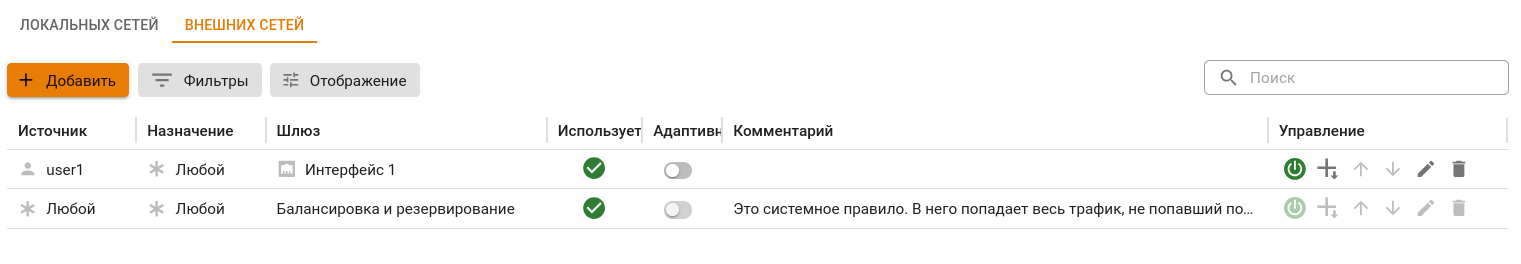 ЛОКАЛЬНЫХ СЕТЕЙ ВНЕШНИХ СЕТЕЙ
Добавить Фильтры Отображение Поиск
Источник Назначение Шлюз Использует Адаптивн Комментарий Управление
user1 Любой Интерфейс 1
Любой Любой Балансировка и резервирование Это системное правило. В него попадает весь трафик, не попавший по...